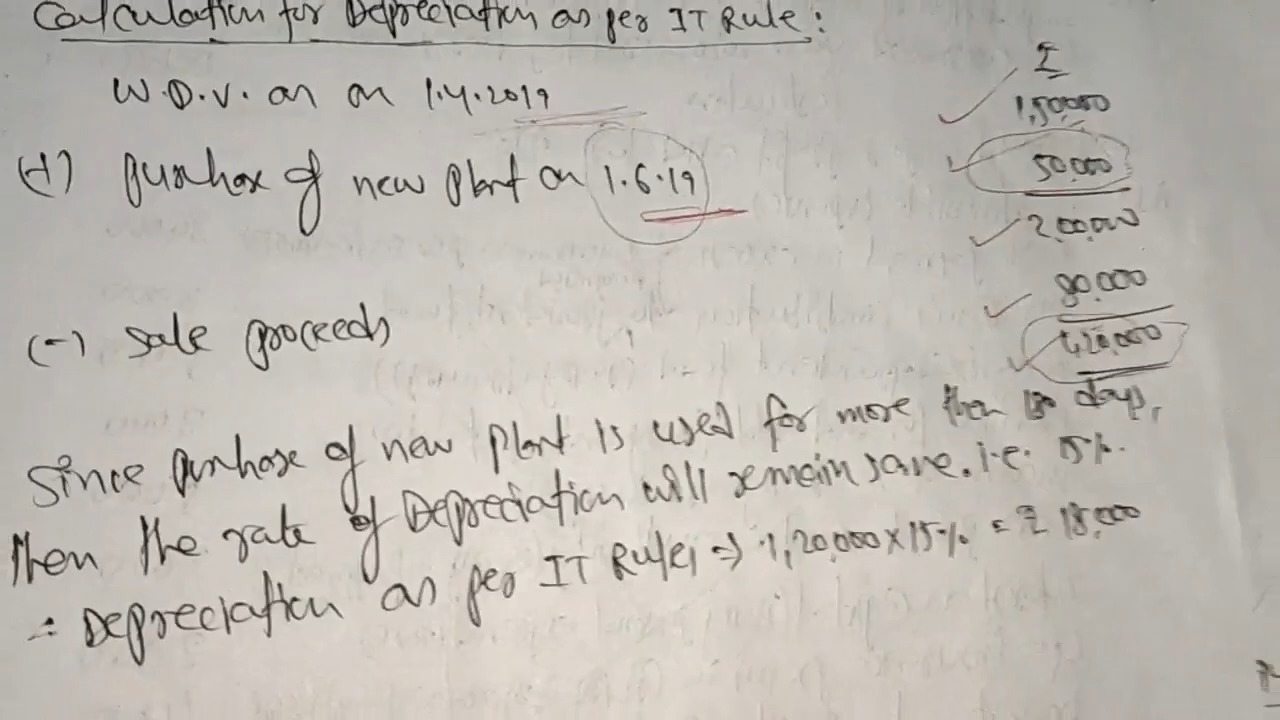 Calculation for Depreciation as per IT Rule:
₹
W.D.V. as on 1.4.2019 1,50,000
(+) purchase of new plant on 1.6.19 50,000
2,00,000
(-) sale proceeds 80,000
1,20,000
Since purchase of new plant is used for more then 180 days,
then the rate of Depreciation will remain same. i.e. 15%.
∴ Depreciation as per IT Rules ⇒ 1,20,000 x 15% = ₹ 18,000